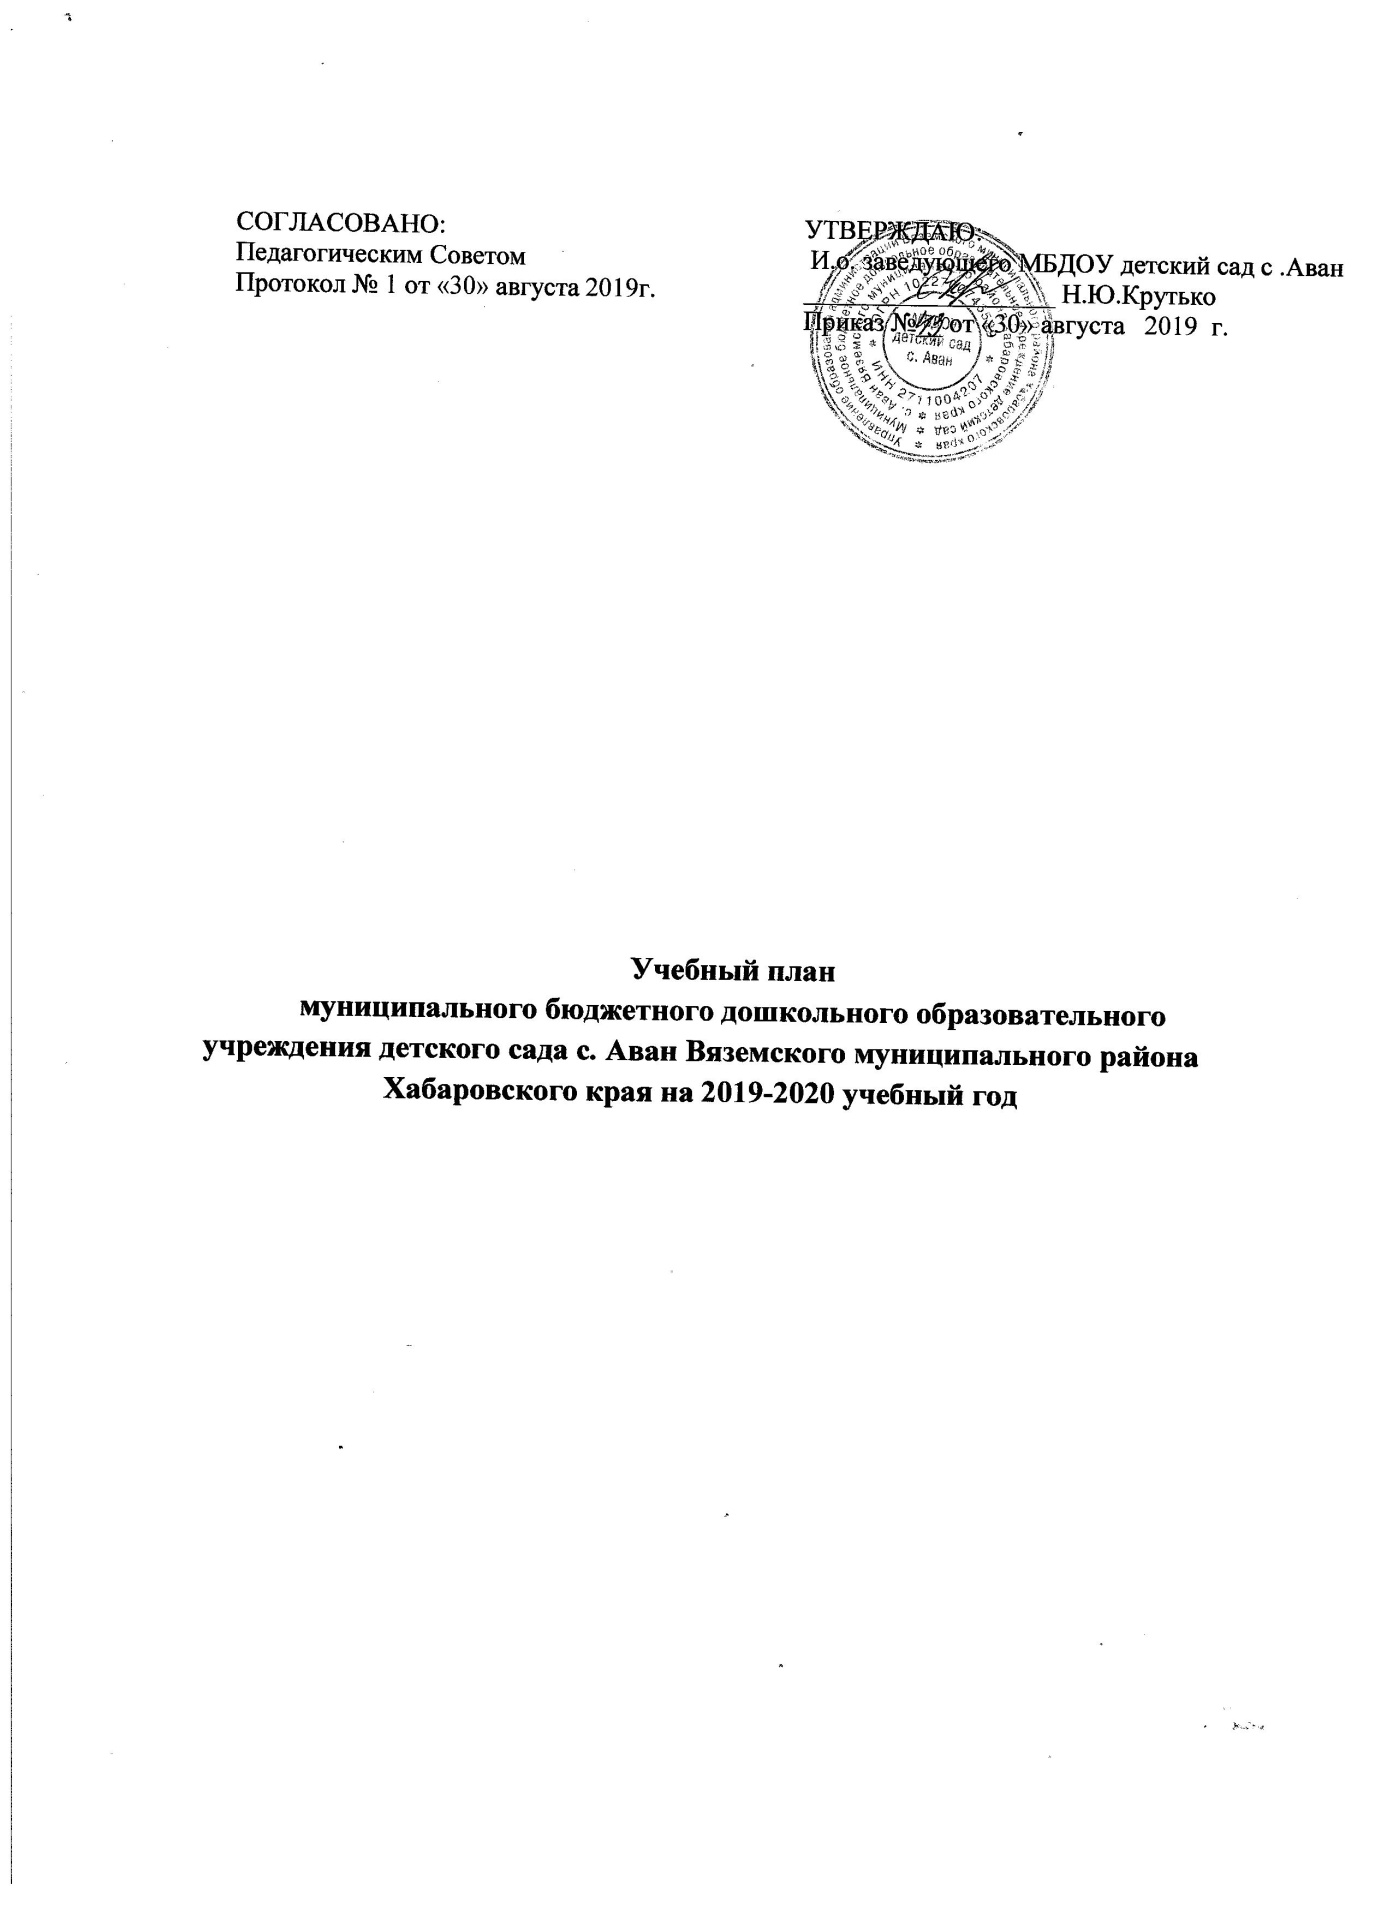 СОГЛАСОВАНО:
Педагогическим Советом
Протокол № 1 от «30» августа 2019г.
УТВЕРЖДАЮ:
И.о. заведующего МБДОУ детский сад с .Аван
Н.Ю.Крутько
Приказ № от «30» августа 2019 г.
детский сад
с. Аван
ИНН 2711004207
Учебный план
муниципального бюджетного дошкольного образовательного
учреждения детского сада с. Аван Вяземского муниципального района
Хабаровского края на 2019-2020 учебный год